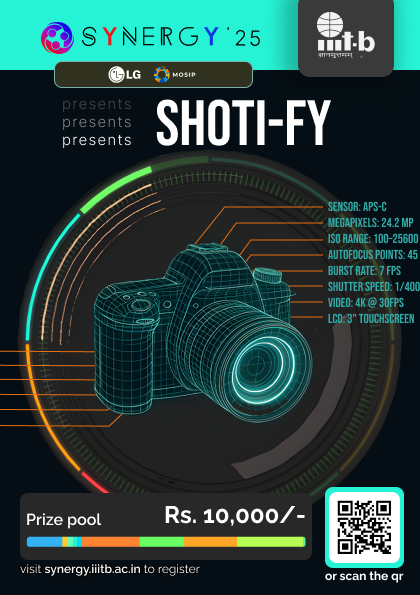 SYNERGY '25
iiit-b
ज्ञानमुत्तमम्
LG
MOSIP
presents
presents
presents
SHOTI-FY
SENSOR: APS-C
MEGAPIXELS: 24.2 MP
ISO RANGE: 100-25600
AUTOFOCUS POINTS: 45
BURST RATE: 7 FPS
SHUTTER SPEED: 1/400
VIDEO: 4K @ 30FPS
LCD: 3" TOUCHSCREEN
Prize pool
Rs. 10,000/-
visit synergy.iiitb.ac.in to register
or scan the qr